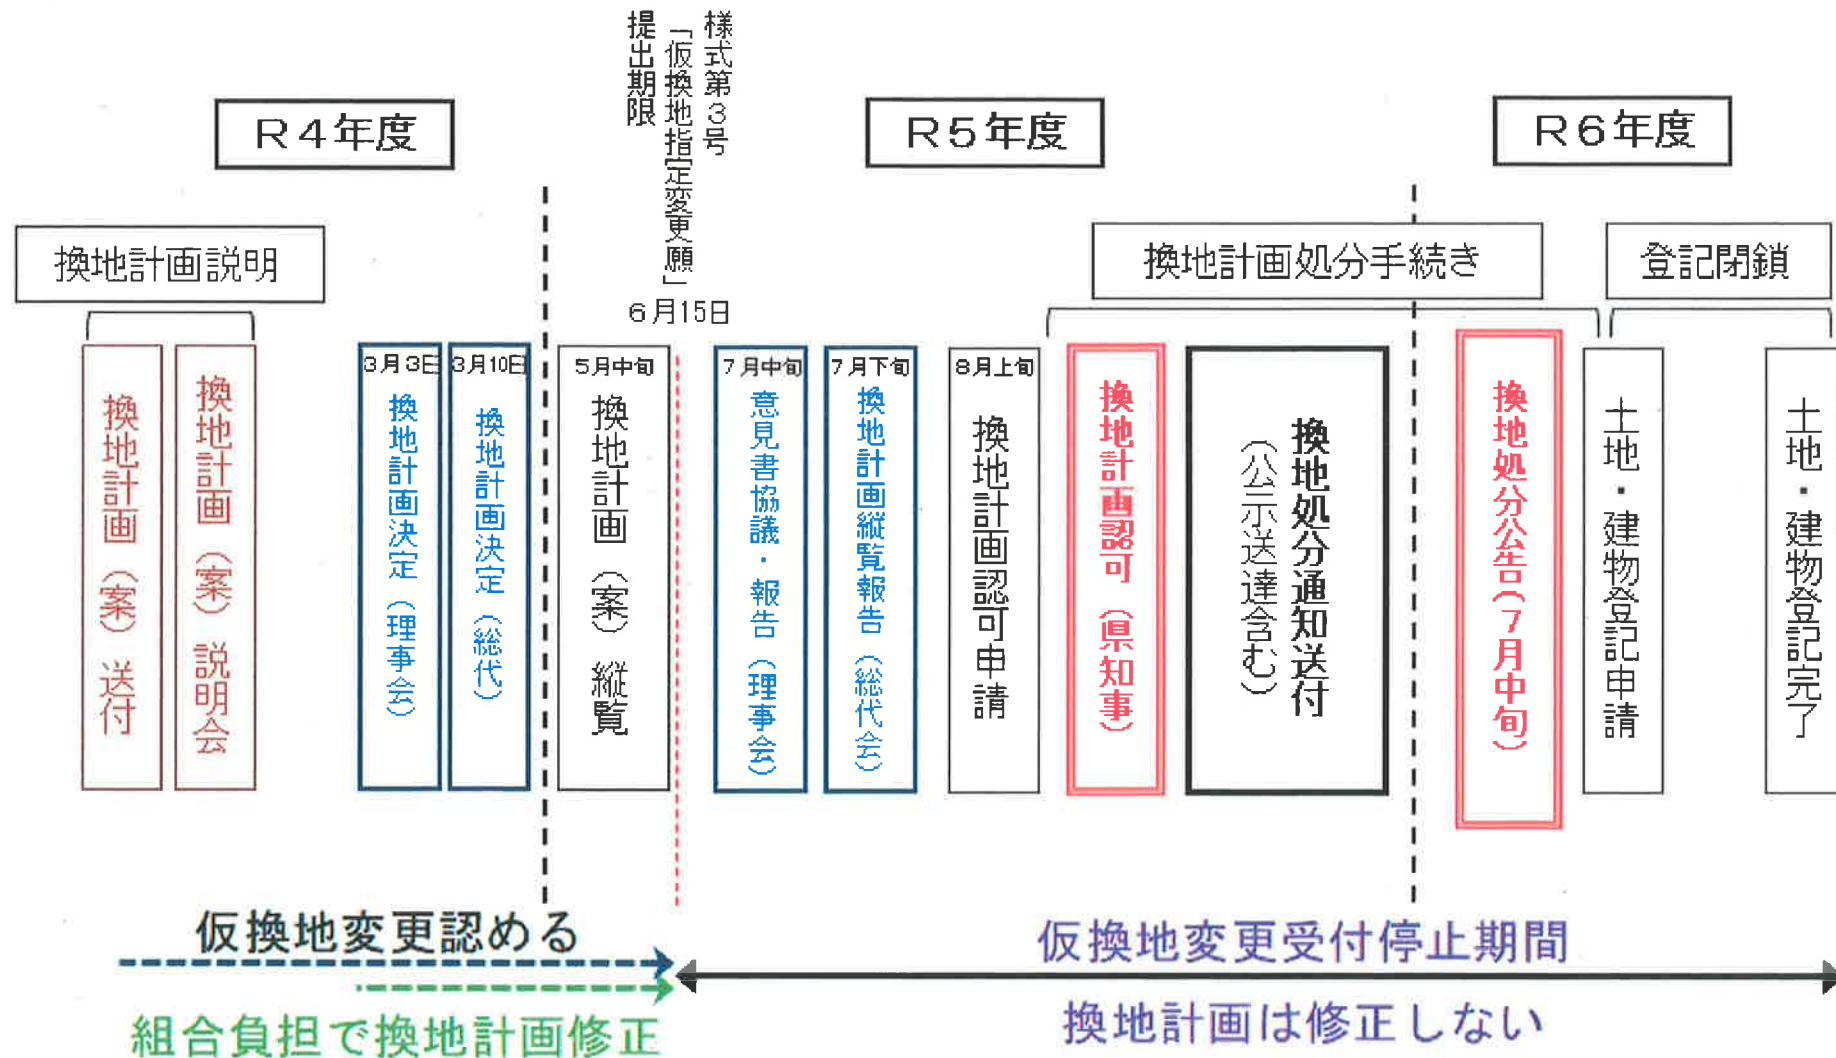 様式第3号
「仮換地指定変更願」
提出期限
6月15日
R4年度
R5年度
R6年度
換地計画説明
換地計画処分手続き
登記閉鎖
換地計画（案）送付
換地計画（案）説明会
3月3日
換地計画決定（理事会）
3月10日
換地計画決定（総代）
5月中旬
換地計画（案）縦覧
7月中旬
意見書協議・報告（理事会）
7月下旬
換地計画縦覧報告（総代会）
8月上旬
換地計画認可申請
換地計画認可（県知事）
換地処分通知送付
（公示送達含む）
換地処分公告（7月中旬）
土地・建物登記申請
土地・建物登記完了
仮換地変更認める
組合負担で換地計画修正
仮換地変更受付停止期間
換地計画は修正しない